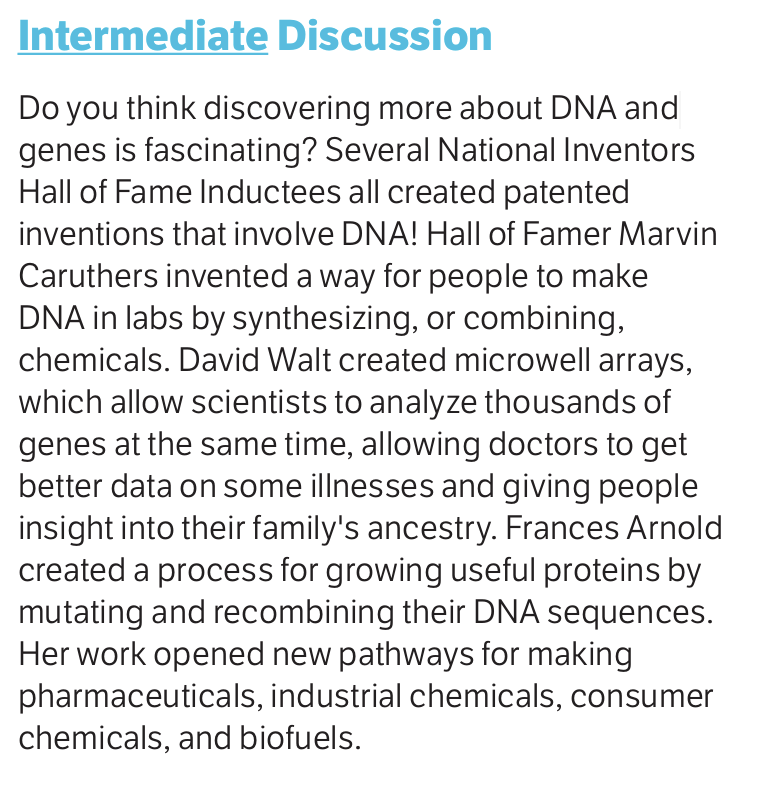 Intermediate Discussion
Do you think discovering more about DNA and
genes is fascinating? Several National Inventors
Hall of Fame Inductees all created patented
inventions that involve DNA! Hall of Famer Marvin
Caruthers invented a way for people to make
DNA in labs by synthesizing, or combining,
chemicals. David Walt created microwell arrays,
which allow scientists to analyze thousands of
genes at the same time, allowing doctors to get
better data on some illnesses and giving people
insight into their family's ancestry. Frances Arnold
created a process for growing useful proteins by
mutating and recombining their DNA sequences.
Her work opened new pathways for making
pharmaceuticals, industrial chemicals, consumer
chemicals, and biofuels.